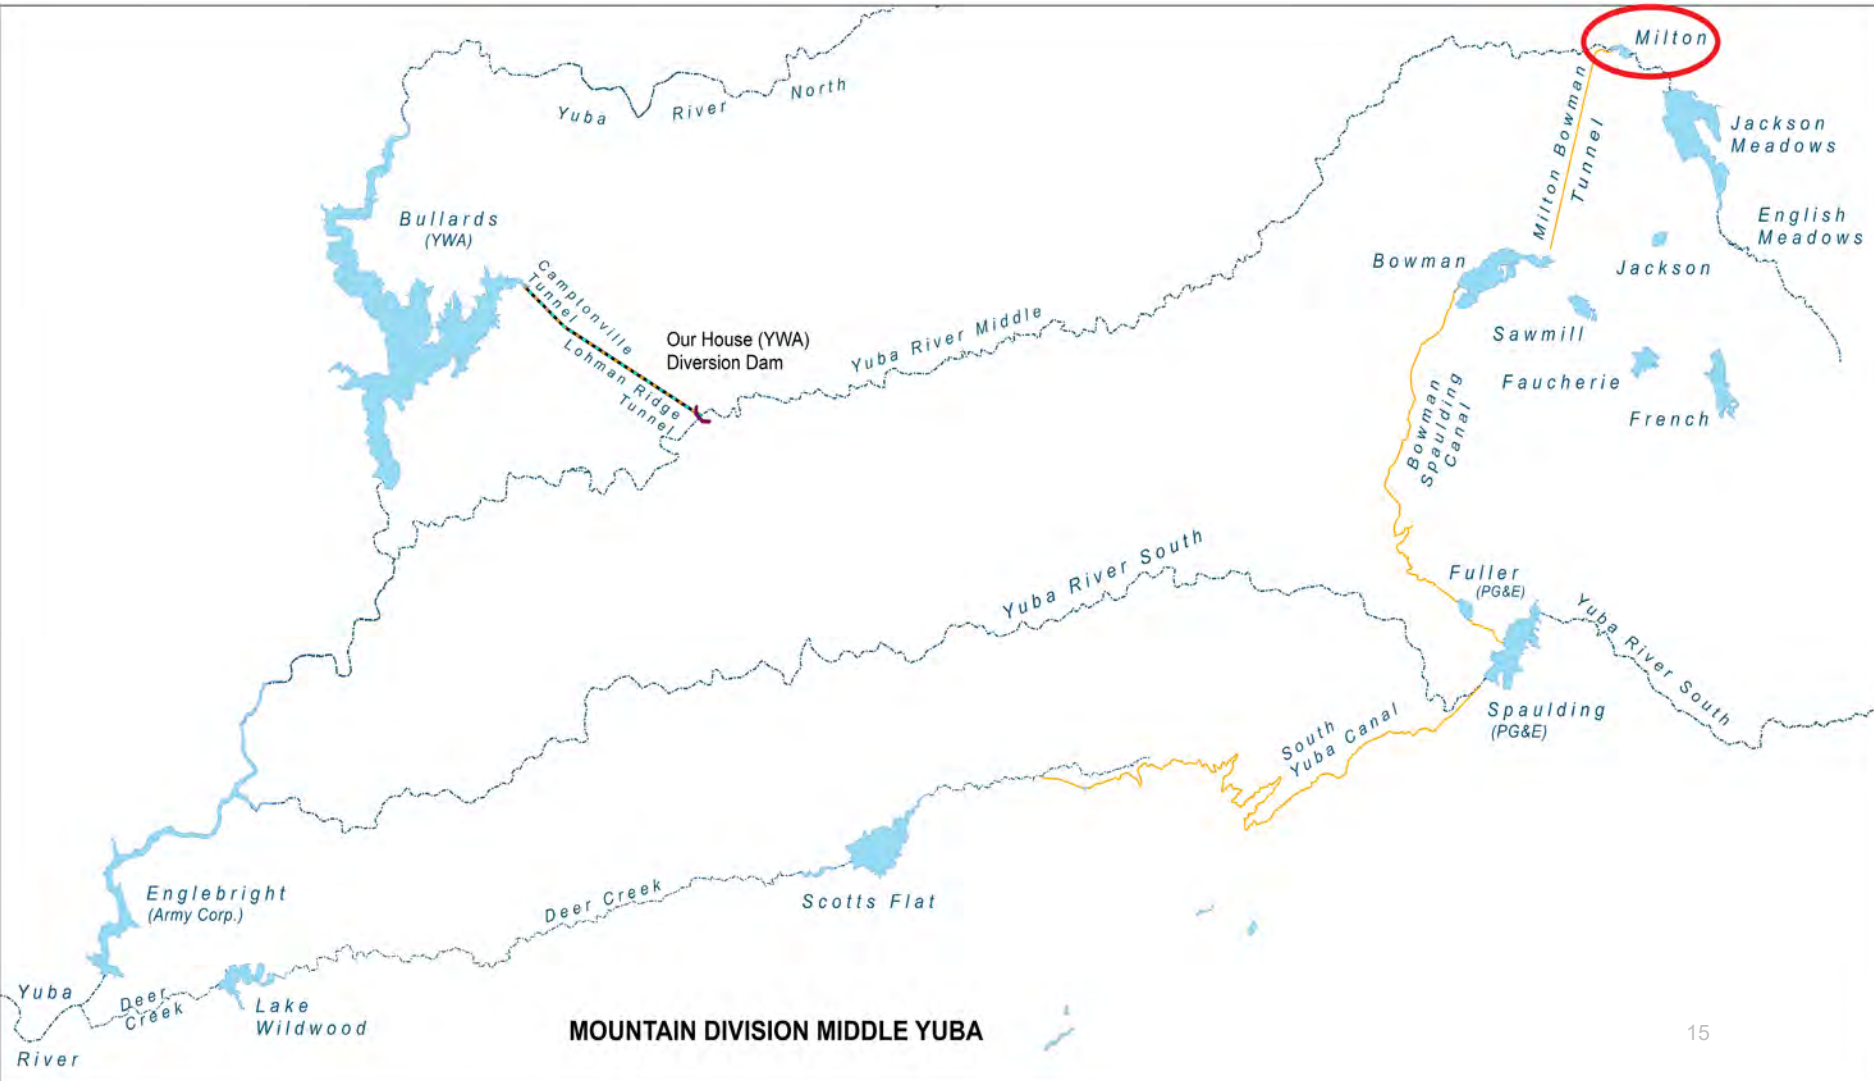 Milton
Yuba River North
Milton Bowman
Tunnel
Jackson
Meadows
English
Meadows
Bullards
(YWA)
Camptonville
Tunnel
Lohman Ridge
Tunnel
Our House (YWA)
Diversion Dam
Yuba River Middle
Bowman
Jackson
Sawmill
Faucherie
French
Bowman
Spaulding
Canal
Yuba River South
Fuller
(PG&E)
Yuba River South
Spaulding
(PG&E)
South
Yuba Canal
Englebright
(Army Corp.)
Deer Creek
Scotts Flat
Yuba
River
Deer
Creek
Lake
Wildwood
MOUNTAIN DIVISION MIDDLE YUBA
15